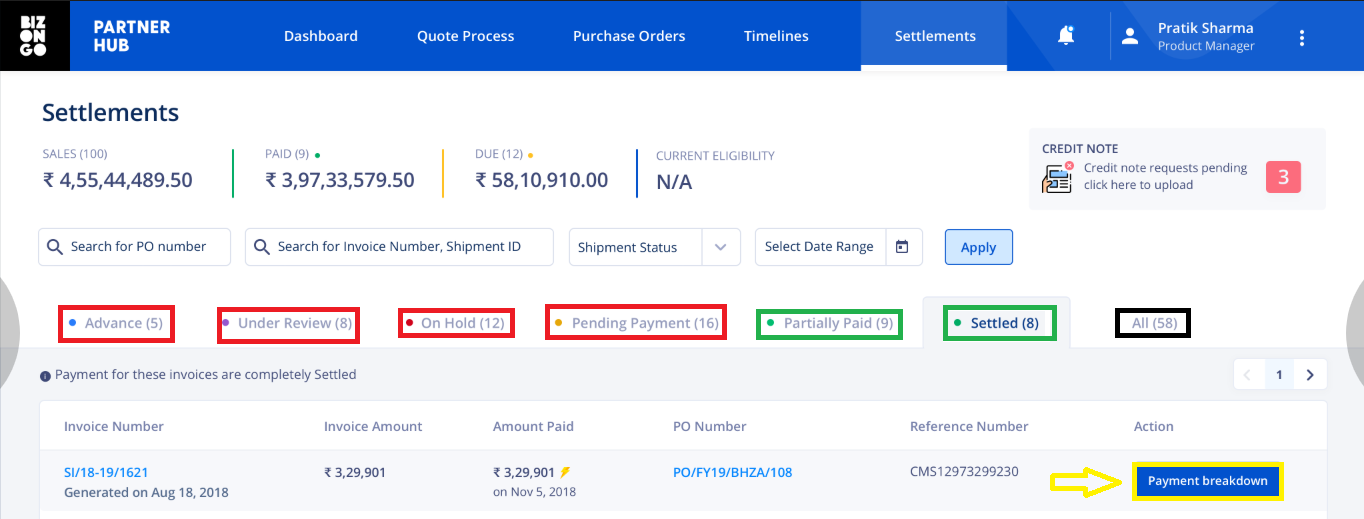 BIZ
ON
GO
PARTNER
HUB
Dashboard
Quote Process
Purchase Orders
Timelines
Settlements
Pratik Sharma
Product Manager
Settlements
SALES (100)
₹ 4,55,44,489.50
PAID (9)
₹ 3,97,33,579.50
DUE (12)
₹ 58,10,910.00
CURRENT ELIGIBILITY
N/A
CREDIT NOTE
Credit note requests pending
click here to upload
3
Search for PO number
Search for Invoice Number, Shipment ID
Shipment Status
Select Date Range
Apply
Advance (5)
Under Review (8)
On Hold (12)
Pending Payment (16)
Partially Paid (9)
Settled (8)
All (58)
Payment for these invoices are completely Settled
1
Invoice Number
Invoice Amount
Amount Paid
PO Number
Reference Number
Action
SI/18-19/1621
Generated on Aug 18, 2018
₹ 3,29,901
₹ 3,29,901
on Nov 5, 2018
PO/FY19/BHZA/108
CMS12973299230
Payment breakdown